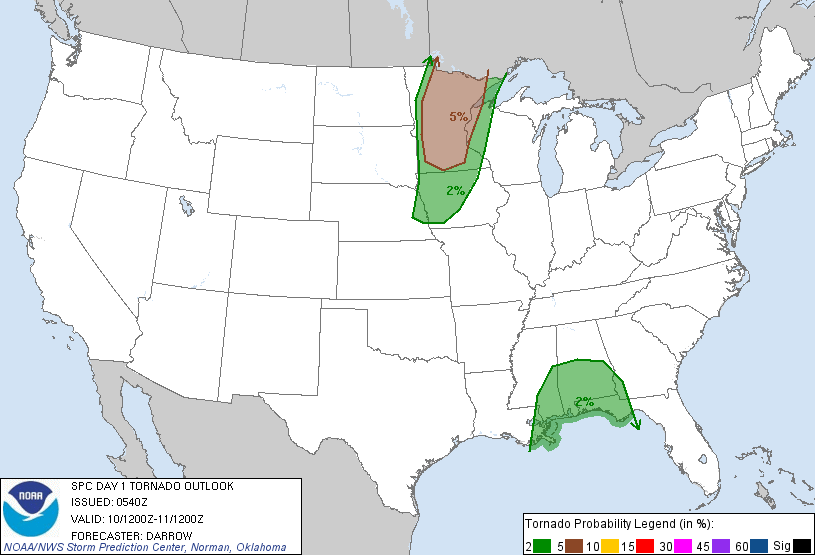 5%
2%
2%
NOAA
SPC DAY 1 TORNADO OUTLOOK
ISSUED: 0540Z
VALID: 10/1200Z-11/1200Z
FORECASTER: DARROW
NOAA/NWS Storm Prediction Center, Norman, Oklahoma
Tornado Probability Legend (in %):
2 5 10 15 30 45 60 Sig